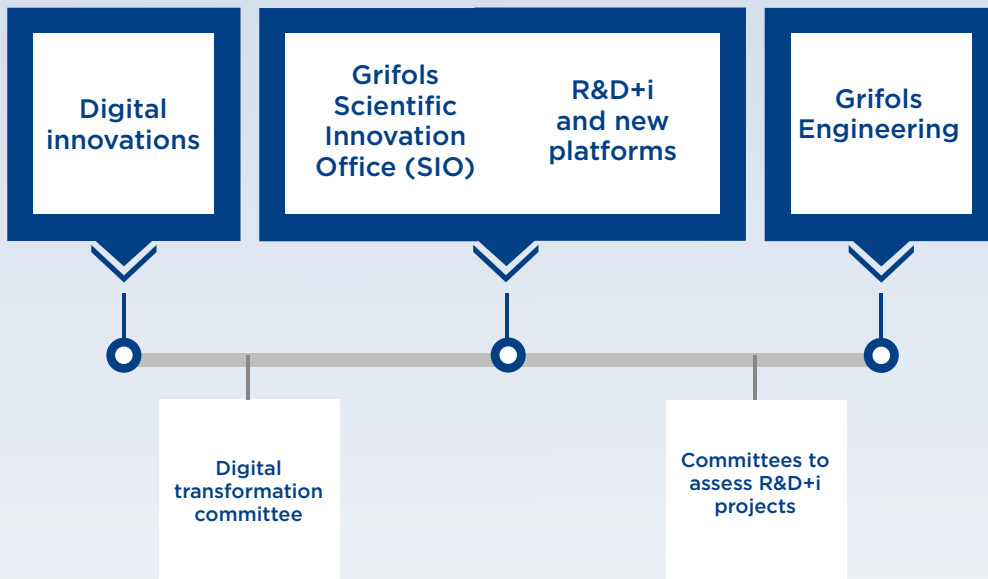 Digital
innovations
Grifols
Scientific
Innovation
Office (SIO)
R&D+i
and new
platforms
Grifols
Engineering
Digital
transformation
committee
Committees to
assess R&D+i
projects